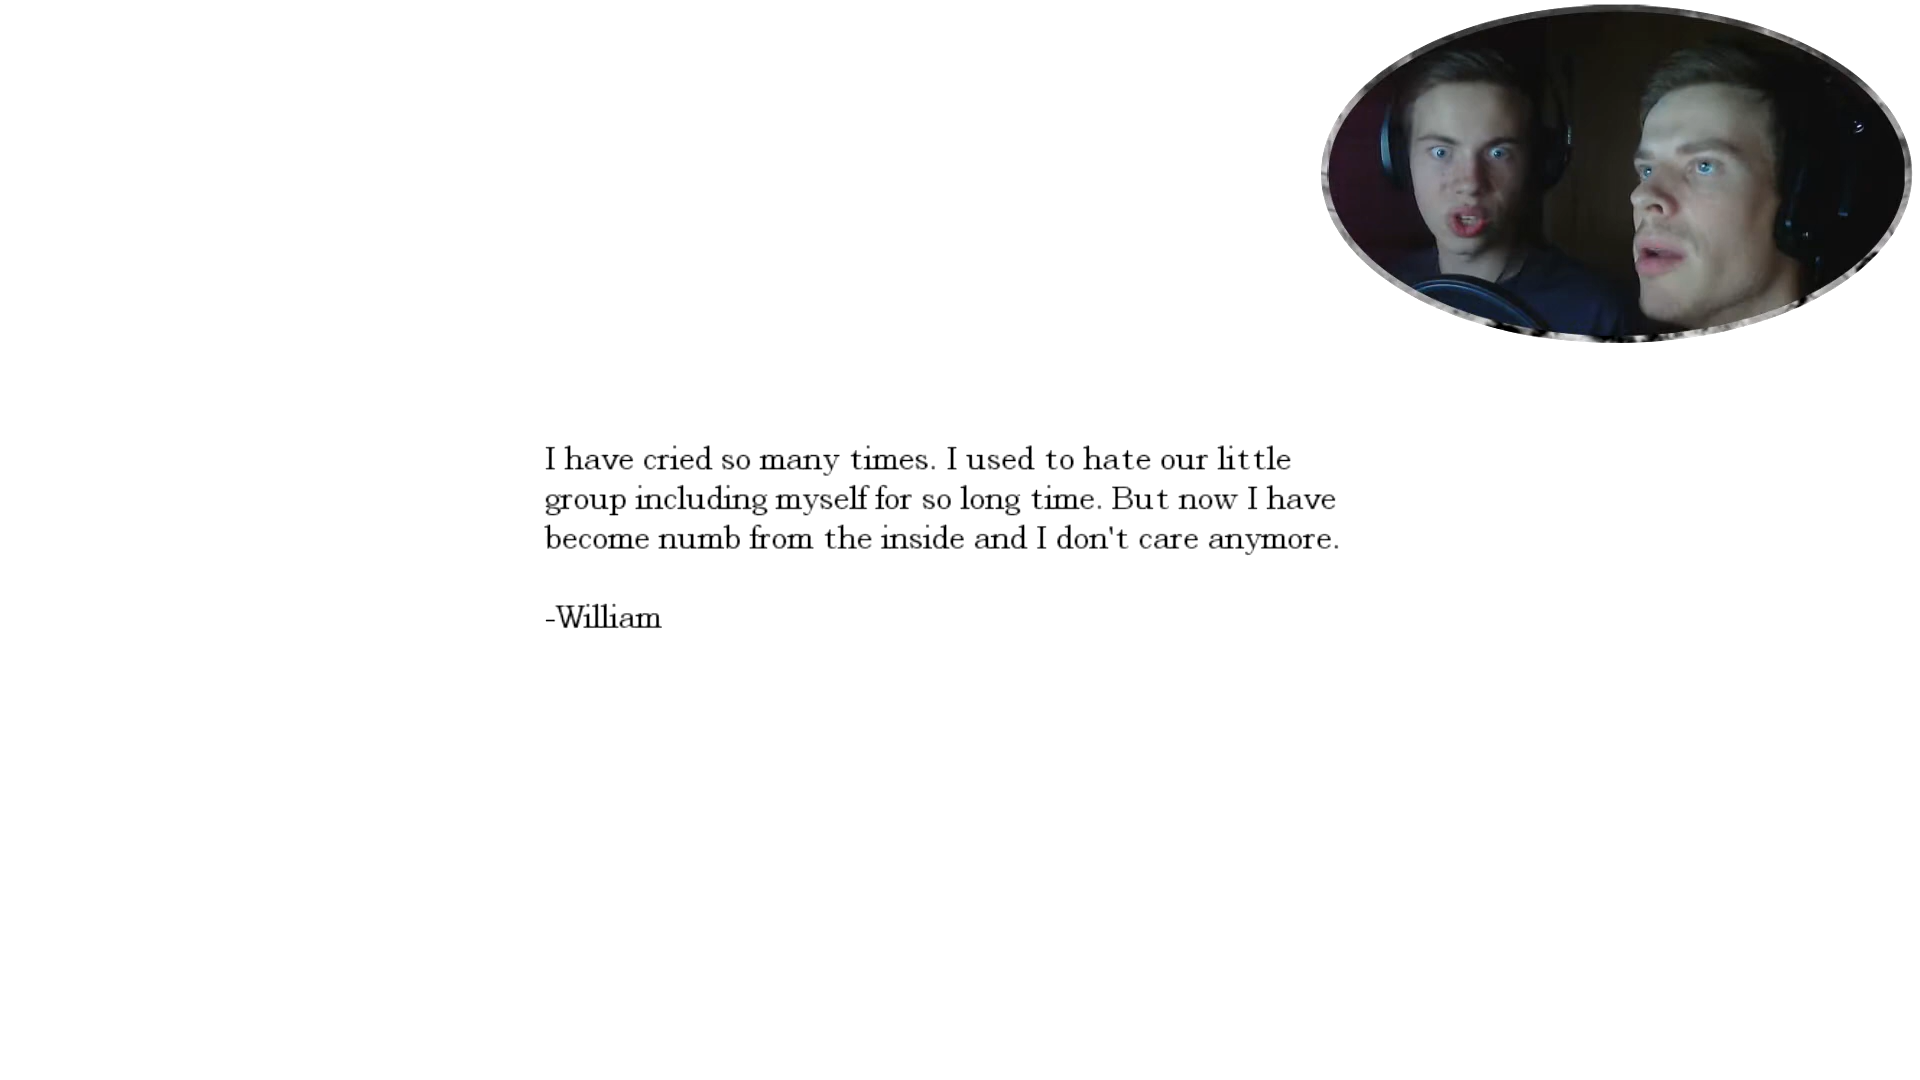 I have cried so many times. I used to hate our little
group including myself for so long time. But now I have
become numb from the inside and I don't care anymore.
-William